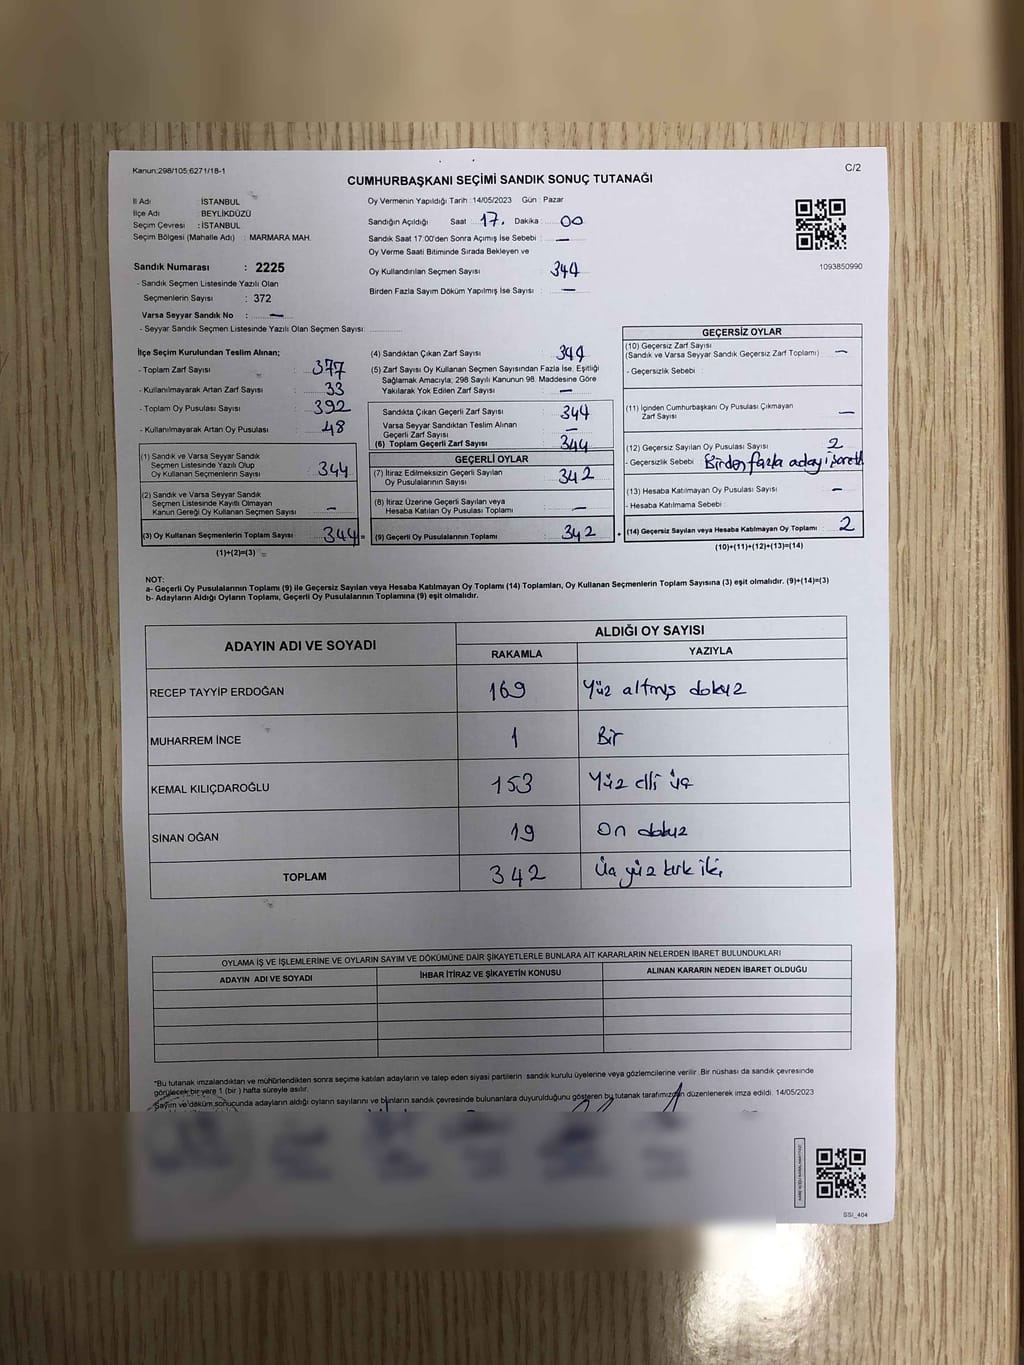 Kanun:298/105;6271/18-1
C/2
CUMHURBAŞKANI SEÇİMİ SANDIK SONUÇ TUTANAĞI
İl Adı : İSTANBUL
İlçe Adı : BEYLİKDÜZÜ
Seçim Çevresi : İSTANBUL
Seçim Bölgesi (Mahalle Adı) : MARMARA MAH.
Sandık Numarası : 2225
- Sandık Seçmen Listesinde Yazılı Olan
Seçmenlerin Sayısı : 372
Varsa Seyyar Sandık No : —
- Seyyar Sandık Seçmen Listesinde Yazılı Olan Seçmen Sayısı: ..............
Oy Vermenin Yapıldığı Tarih : 14/05/2023 Gün : Pazar
Sandığın Açıldığı Saat : 17. Dakika : 00
Sandık Saat 17:00'den Sonra Açımış İse Sebebi : —
Oy Verme Saati Bitiminde Sırada Bekleyen ve
Oy Kullandırılan Seçmen Sayısı : 344
Birden Fazla Sayım Döküm Yapılmış İse Sayısı : —
1093850990
İlçe Seçim Kurulundan Teslim Alınan;
- Toplam Zarf Sayısı : 377
- Kullanılmayarak Artan Zarf Sayısı : 33
- Toplam Oy Pusulası Sayısı : 392
- Kullanılmayarak Artan Oy Pusulası : 48
(1) Sandık ve Varsa Seyyar Sandık
Seçmen Listesinde Yazılı Olup
Oy Kullanan Seçmenlerin Sayısı : 344
(2) Sandık ve Varsa Seyyar Sandık
Seçmen Listesinde Kayıtlı Olmayan
Kanun Gereği Oy Kullanan Seçmen Sayısı : —
(3) Oy Kullanan Seçmenlerin Toplam Sayısı : 344 =
(1)+(2)=(3)
(4) Sandıktan Çıkan Zarf Sayısı : 344
(5) Zarf Sayısı Oy Kullanan Seçmen Sayısından Fazla İse, Eşitliği
Sağlamak Amacıyla; 298 Sayılı Kanunun 98. Maddesine Göre
Yakılarak Yok Edilen Zarf Sayısı : —
Sandıkta Çıkan Geçerli Zarf Sayısı : 344
Varsa Seyyar Sandıktan Teslim Alınan
Geçerli Zarf Sayısı : —
(6) Toplam Geçerli Zarf Sayısı : 344
GEÇERLİ OYLAR
(7) İtiraz Edilmeksizin Geçerli Sayılan
Oy Pusulasının Sayısı : 342
(8) İtiraz Üzerine Geçerli Sayılan veya
Hesaba Katılan Oy Pusulası Toplamı : —
(9) Geçerli Oy Pusulalarının Toplamı : 342 +
GEÇERSİZ OYLAR
(10) Geçersiz Zarf Sayısı
(Sandık ve Varsa Seyyar Sandık Geçersiz Zarf Toplamı) : —
- Geçersizlik Sebebi :
(11) İçinden Cumhurbaşkanı Oy Pusulası Çıkmayan
Zarf Sayısı : —
(12) Geçersiz Sayılan Oy Pusulası Sayısı : 2
- Geçersizlik Sebebi : Birden fazla adayı
(13) Hesaba Katılmayan Oy Pusulası Sayısı : —
- Hesaba Katılmama Sebebi :
(14) Geçersiz Sayılan veya Hesaba Katılmayan Oy Toplamı : 2
(10)+(11)+(12)+(13)=(14)
NOT:
a- Geçerli Oy Pusulalarının Toplamı (9) ile Geçersiz Sayılan veya Hesaba Katılmayan Oy Toplamı (14) Toplamları, Oy Kullanan Seçmenlerin Toplam Sayısına (3) eşit olmalıdır. (9)+(14)=(3)
b- Adayların Aldığı Oyların Toplamı, Geçerli Oy Pusulalarının Toplamına (9) eşit olmalıdır.
ADAYIN ADI VE SOYADI ALDIĞI OY SAYISI
RAKAMLA YAZIYLA
RECEP TAYYİP ERDOĞAN 169 Yüz altmış dokuz
MUHARREM İNCE 1 Bir
KEMAL KILIÇDAROĞLU 153 Yüz elli üç
SİNAN OĞAN 19 On dokuz
TOPLAM 342 Üç yüz kırk iki
OYLAMA İŞ VE İŞLEMLERİNE VE OYLARIN SAYIM VE DÖKÜMÜNE DAİR ŞİKAYETLERLE BUNLARA AİT KARARLARIN NELERDEN İBARET BULUNDUKLARI
ADAYIN ADI VE SOYADI İHBAR İTİRAZ VE ŞİKAYETİN KONUSU ALINAN KARARIN NEDEN İBARET OLDUĞU
"Bu tutanak imzalandıktan ve mühürlendikten sonra seçime katılan adayların ve talep eden siyasi partilerin sandık kurulu üyelerine veya gözlemcilerine verilir. Bir nüshası da sandık çevresinde
görülecek bir yere 1 (bir ) hafta süreyle asılır.
Sayım ve döküm sonucunda adayların aldığı oyların sayılarını ve bunların sandık çevresinde bulunanlara duyurulduğunu gösteren bu tutanak tarafımızdan düzenlenerek imza edildi. 14/05/2023
SSI_404